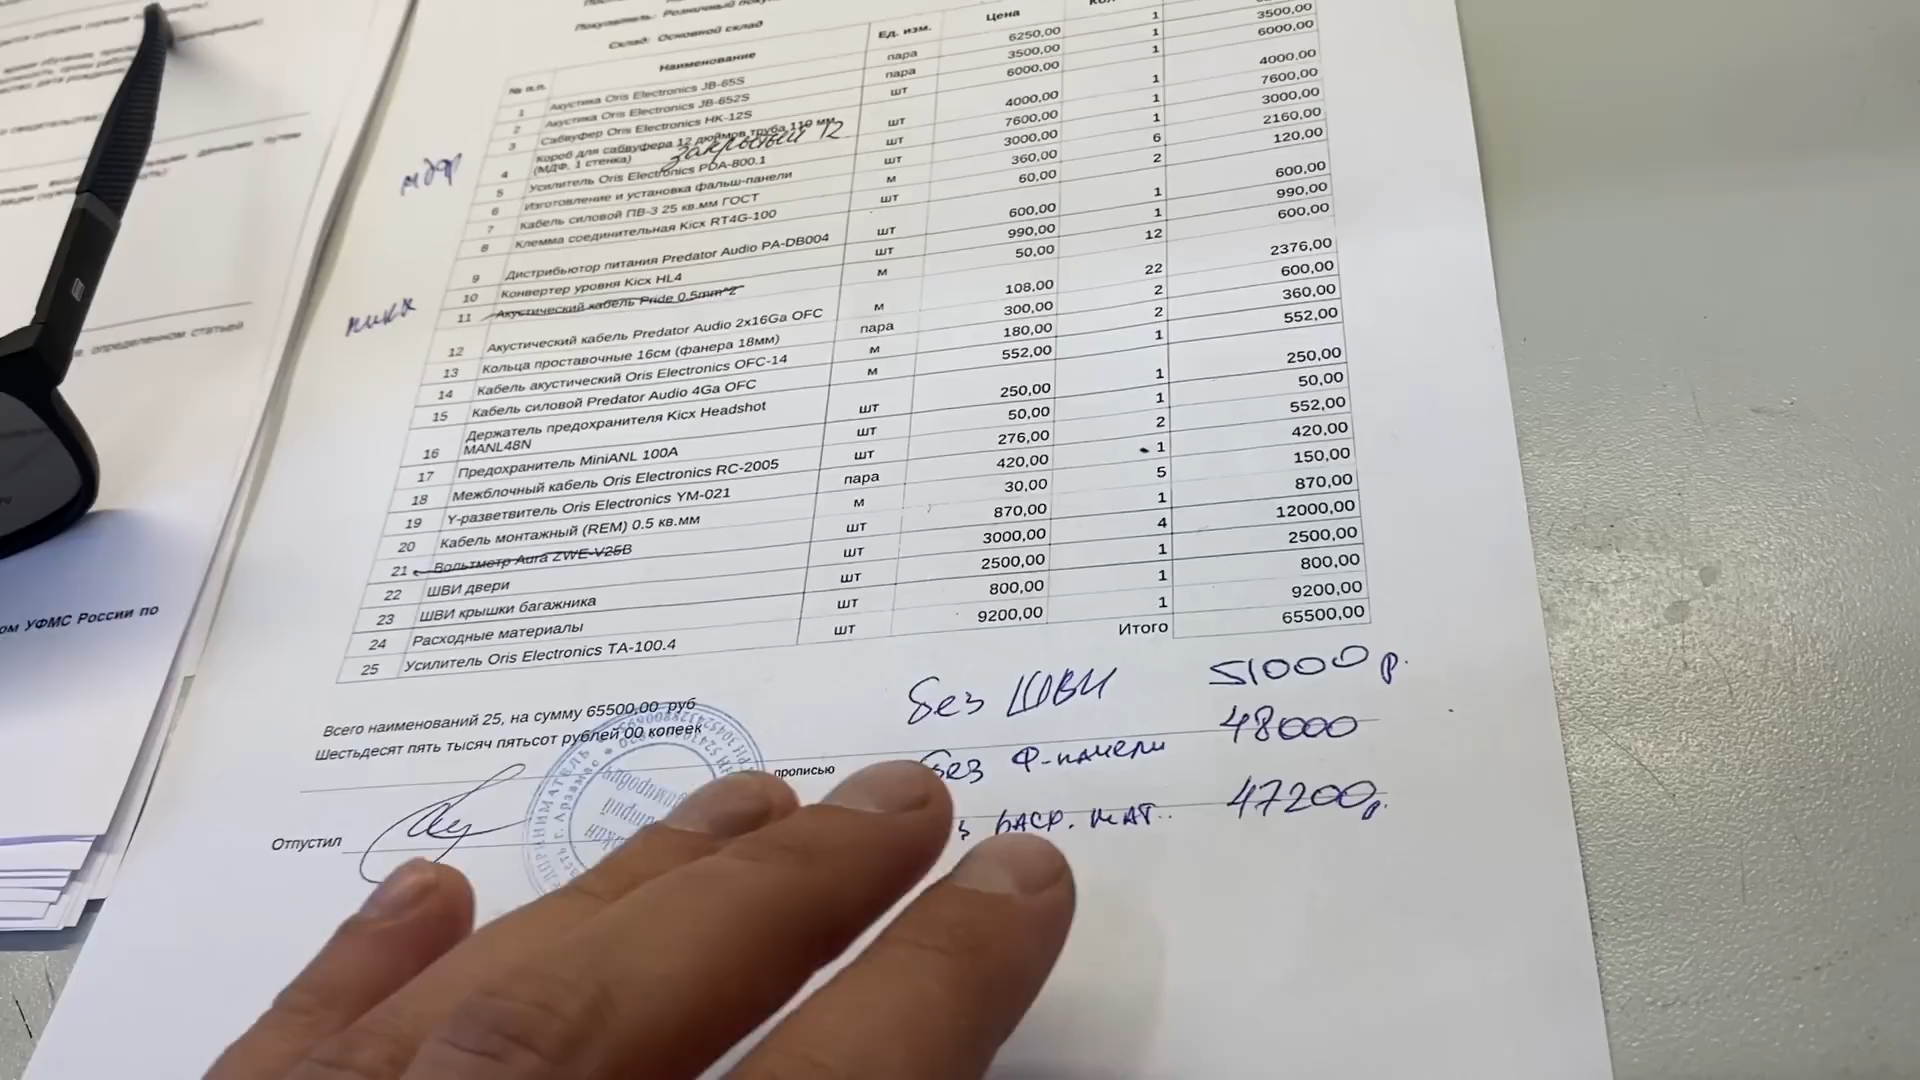 Склад: Основной склад
№ п.п. Наименование Ед. изм. Цена
1 Акустика Oris Electronics JB-65S пара 6250,00 1
2 Акустика Oris Electronics JB-652S пара 3500,00 1 3500,00
3 Сабвуфер Oris Electronics HK-12S шт 6000,00 1 6000,00
4 Короб для сабвуфера 12 дюймов труба 110 мм (МДФ, 1 стенка) шт 4000,00 1 4000,00
закрытый 12
МДФ
5 Усилитель Oris Electronics PDA-800.1 шт 7600,00 1 7600,00
6 Изготовление и установка фальш-панели шт 3000,00 1 3000,00
7 Кабель силовой ПВ-3 25 кв.мм ГОСТ м 360,00 6 2160,00
8 Клемма соединительная Kicx RT4G-100 шт 60,00 2 120,00
9 Дистрибьютор питания Predator Audio PA-DB004 шт 600,00 1 600,00
10 Конвертер уровня Kicx HL4 шт 990,00 1 990,00
11 Акустический кабель Pride 0.5mm^2 м 50,00 12 600,00
12 Акустический кабель Predator Audio 2x16Ga OFC м 108,00 22 2376,00
13 Кольца проставочные 16см (фанера 18мм) пара 300,00 2 600,00
14 Кабель акустический Oris Electronics OFC-14 м 180,00 2 360,00
15 Кабель силовой Predator Audio 4Ga OFC м 552,00 1 552,00
16 Держатель предохранителя Kicx Headshot MANL48N шт 250,00 1 250,00
17 Предохранитель MiniANL 100A шт 50,00 1 50,00
18 Межблочный кабель Oris Electronics RC-2005 шт 276,00 2 552,00
19 Y-разветвитель Oris Electronics YM-021 пара 420,00 1 420,00
20 Кабель монтажный (REM) 0.5 кв.мм м 30,00 5 150,00
21 Вольтметр Aura ZWE-V25B шт 870,00 1 870,00
22 ШВИ двери шт 3000,00 4 12000,00
23 ШВИ крышки багажника шт 2500,00 1 2500,00
24 Расходные материалы шт 800,00 1 800,00
25 Усилитель Oris Electronics TA-100.4 шт 9200,00 1 9200,00
Итого 65500,00
Всего наименований 25, на сумму 65500,00 руб
Шестьдесят пять тысяч пятьсот рублей 00 копеек
прописью
Отпустил
Без ШВИ 51000 р.
Без Ф-панели 48000
расх. мат. 47200р.
ом УФМС России по
определенном статьей